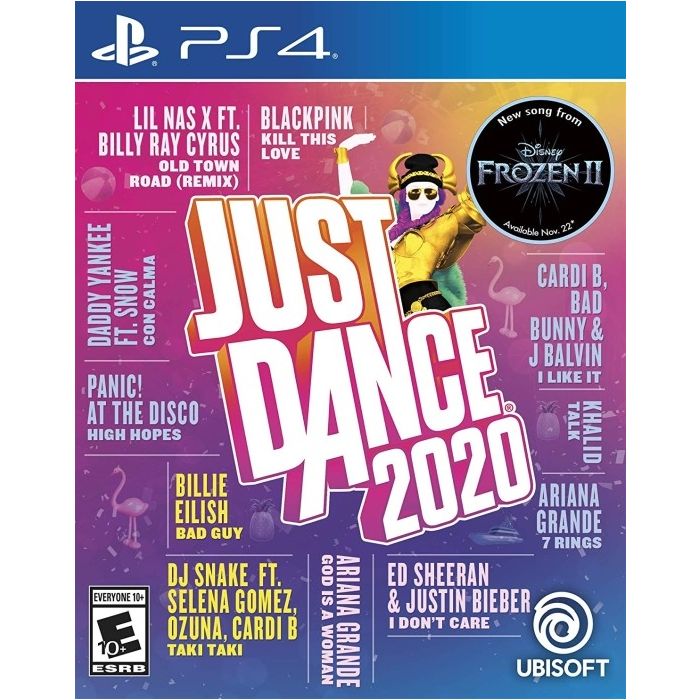 PS4
LIL NAS X FT.
BILLY RAY CYRUS
OLD TOWN
ROAD (REMIX)
BLACKPINK
KILL THIS
LOVE
New song from
Disney
FROZEN II
Available Nov. 22*
DADDY YANKEE
FT. SNOW
CON CALMA
JUST
DANCE®
2020
CARDI B,
BAD
BUNNY &
J BALVIN
I LIKE IT
PANIC!
AT THE DISCO
HIGH HOPES
KHALID
TALK
BILLIE
EILISH
BAD GUY
ARIANA
GRANDE
7 RINGS
DJ SNAKE FT.
SELENA GOMEZ,
OZUNA, CARDI B
TAKI TAKI
ARIANA GRANDE
GOD IS A WOMAN
ED SHEERAN
& JUSTIN BIEBER
I DON'T CARE
EVERYONE 10+
E
10+
ESRB
UBISOFT